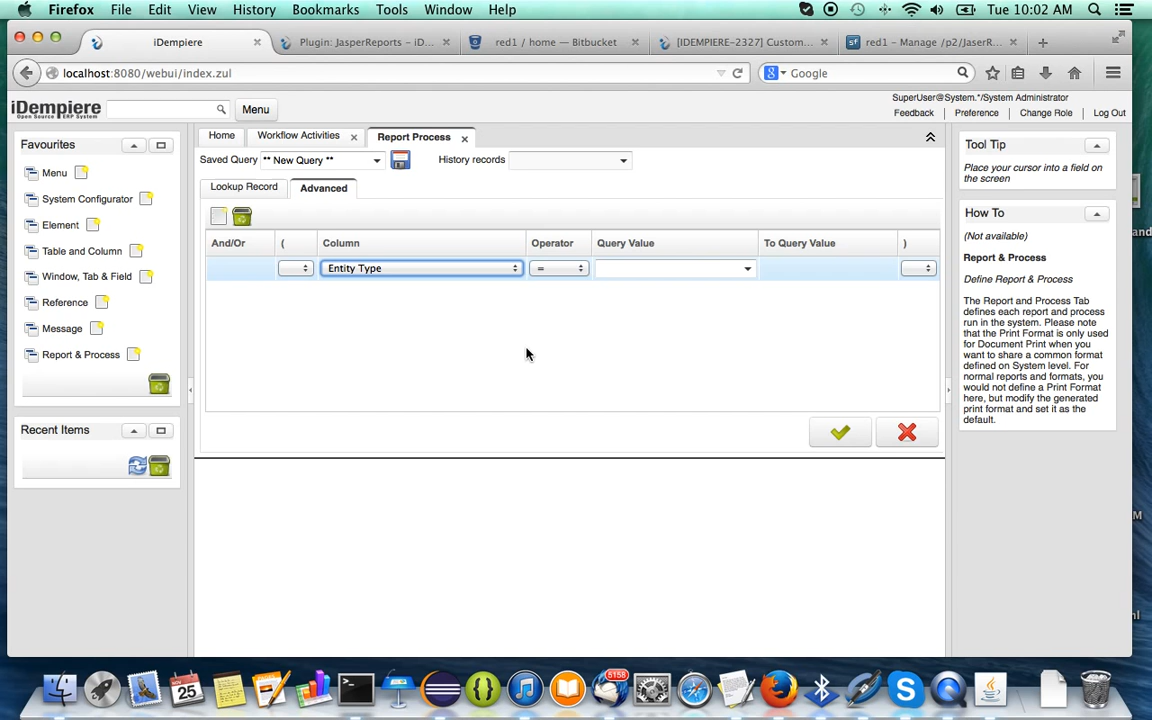 Firefox File Edit View History Bookmarks Tools Window Help Tue 10:02 AM
iDempiere Plugin: JasperReports – iD... red1 / home — Bitbucket [IDEMPIERE-2327] Custom... red1 - Manage /p2/JaserR...
localhost:8080/webui/index.zul Google
SuperUser@System.*/System Administrator
iDempiere Menu
Open Source ERP System
Feedback Preference Change Role Log Out
Home Workflow Activities Report Process
Favourites
Saved Query ** New Query ** History records
Lookup Record Advanced
Menu
System Configurator
Element
Table and Column
Window, Tab & Field
Reference
Message
Report & Process
Recent Items
And/Or ( Column Operator Query Value To Query Value )
Entity Type =
Tool Tip
Place your cursor into a field on
the screen
How To
(Not available)
Report & Process
Define Report & Process
The Report and Process Tab
defines each report and process
run in the system. Please note
that the Print Format is only used
for Document Print when you
want to share a common format
defined on System level. For
normal reports and formats, you
would not define a Print Format
here, but modify the generated
print format and set it as the
default.
and
M
nl
NOV
25
5158